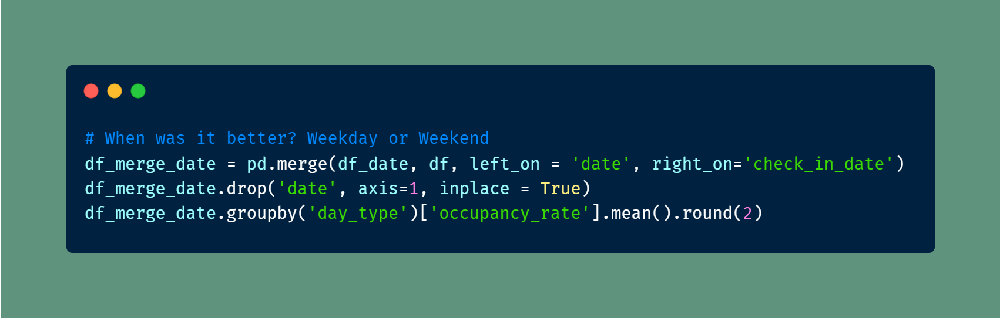 # When was it better? Weekday or Weekend
df_merge_date = pd.merge(df_date, df, left_on = 'date', right_on='check_in_date')
df_merge_date.drop('date', axis=1, inplace = True)
df_merge_date.groupby('day_type')['occupancy_rate'].mean().round(2)